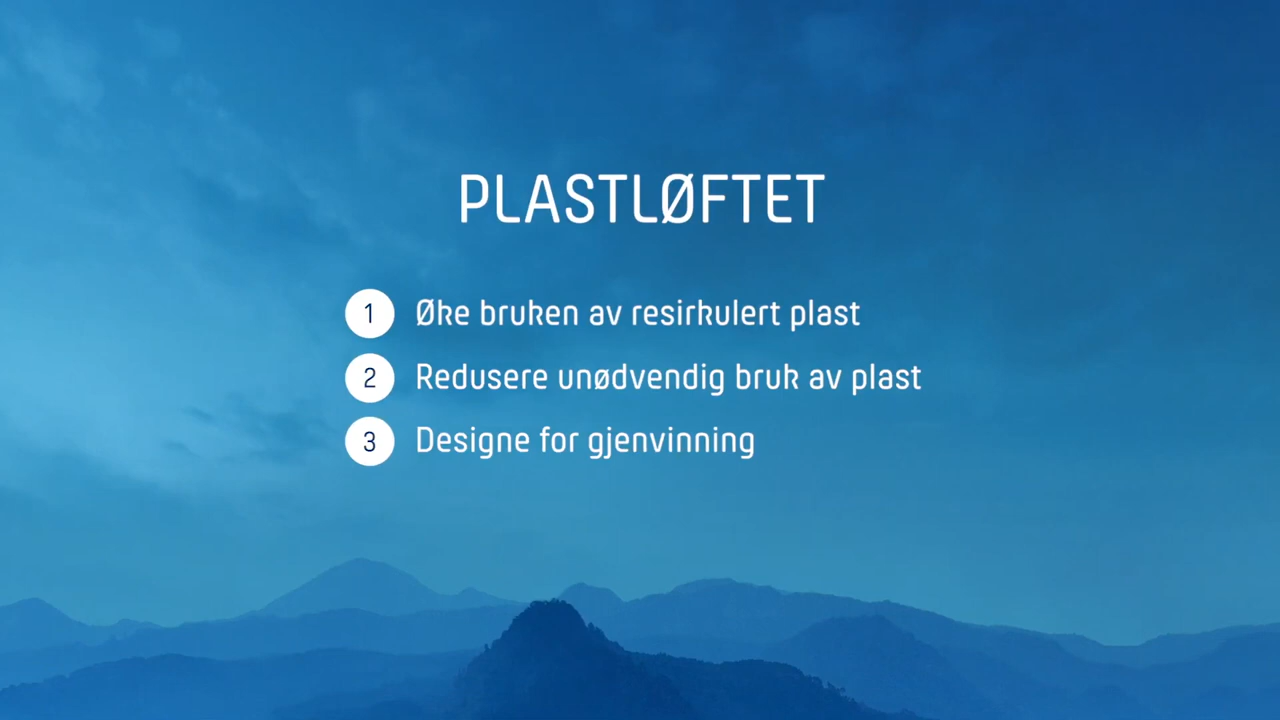 PLASTLØFTET
1 Øke bruken av resirkulert plast
2 Redusere unødvendig bruk av plast
3 Designe for gjenvinning